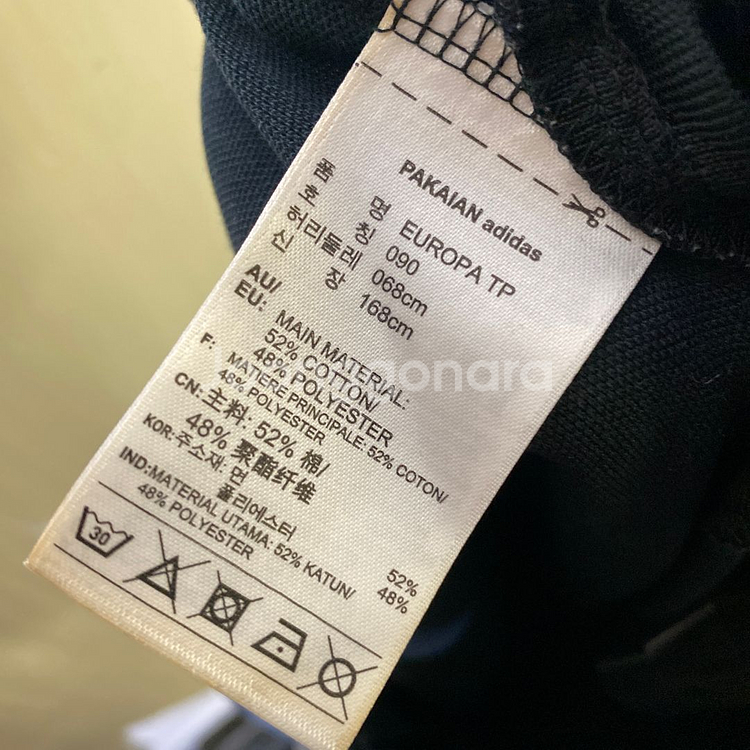 PAKAIAN adidas
품 명 EUROPA TP
호 칭 090
허리둘레 068cm
신 장 168cm
AU/
EU: MAIN MATERIAL:
52% COTTON/
48% POLYESTER
F: MATIERE PRINCIPALE: 52% COTON/
48% POLYESTER
CN: 主料: 52% 棉/
48% 聚酯纤维
KOR: 주소재: 면 52%
폴리에스터 48%
IND: MATERIAL UTAMA: 52% KATUN/
48% POLYESTER
30